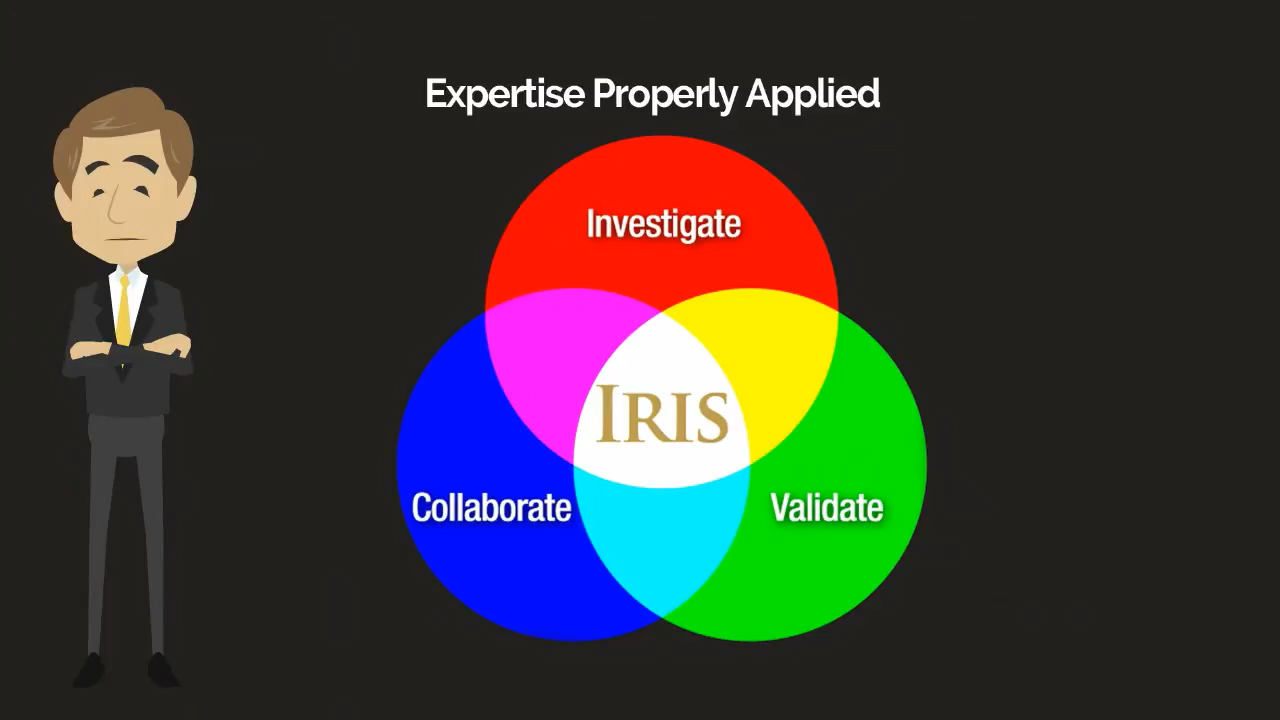 Expertise Properly Applied
Investigate
IRIS
Collaborate
Validate